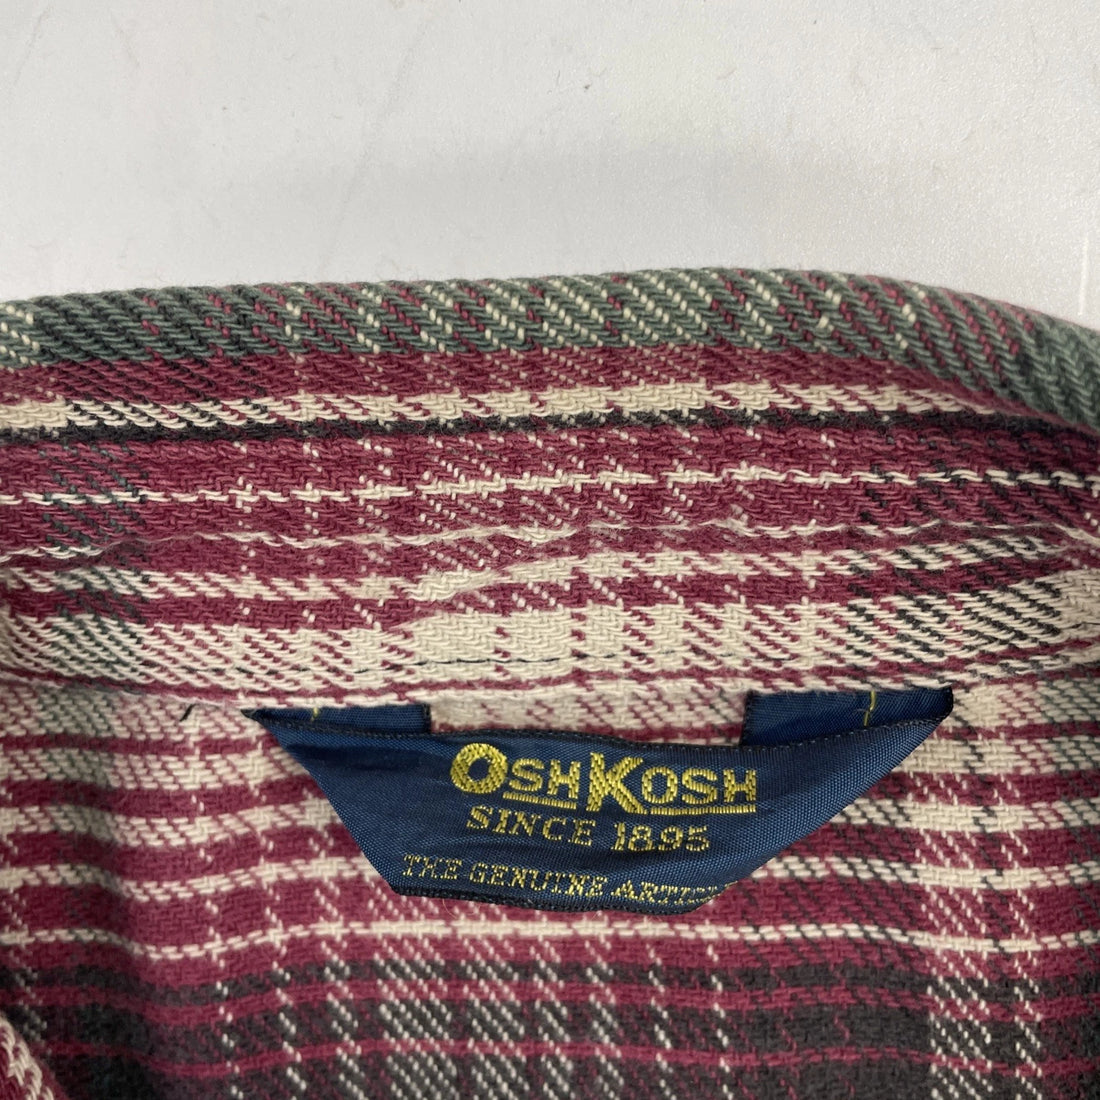 OSHKOSH
SINCE 1895
THE GENUINE